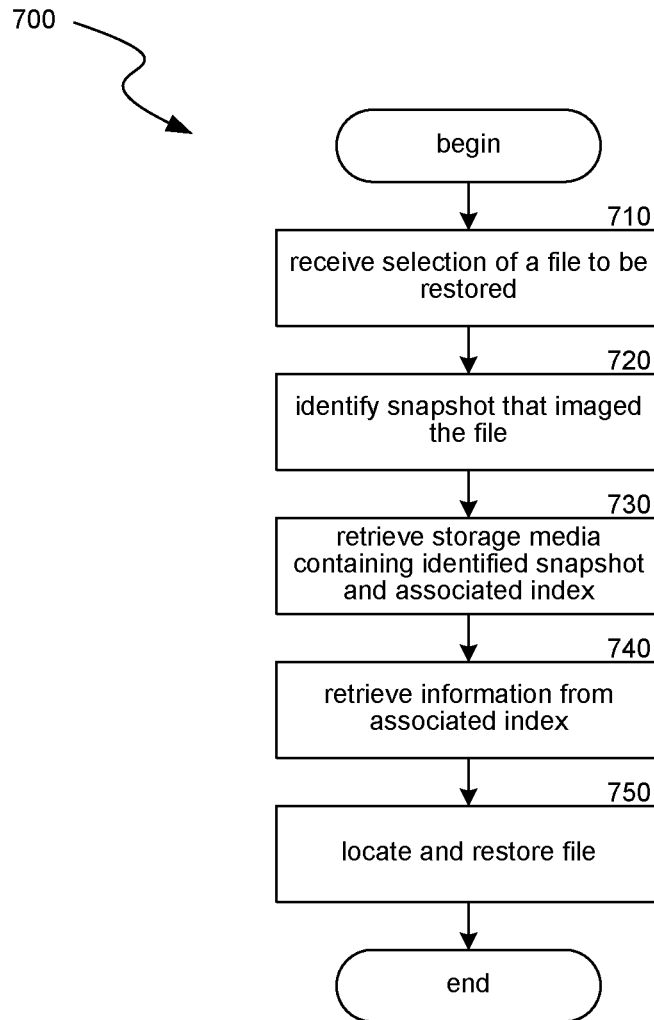 700
begin
710
receive selection of a file to be
restored
720
identify snapshot that imaged
the file
730
retrieve storage media
containing identified snapshot
and associated index
740
retrieve information from
associated index
750
locate and restore file
end